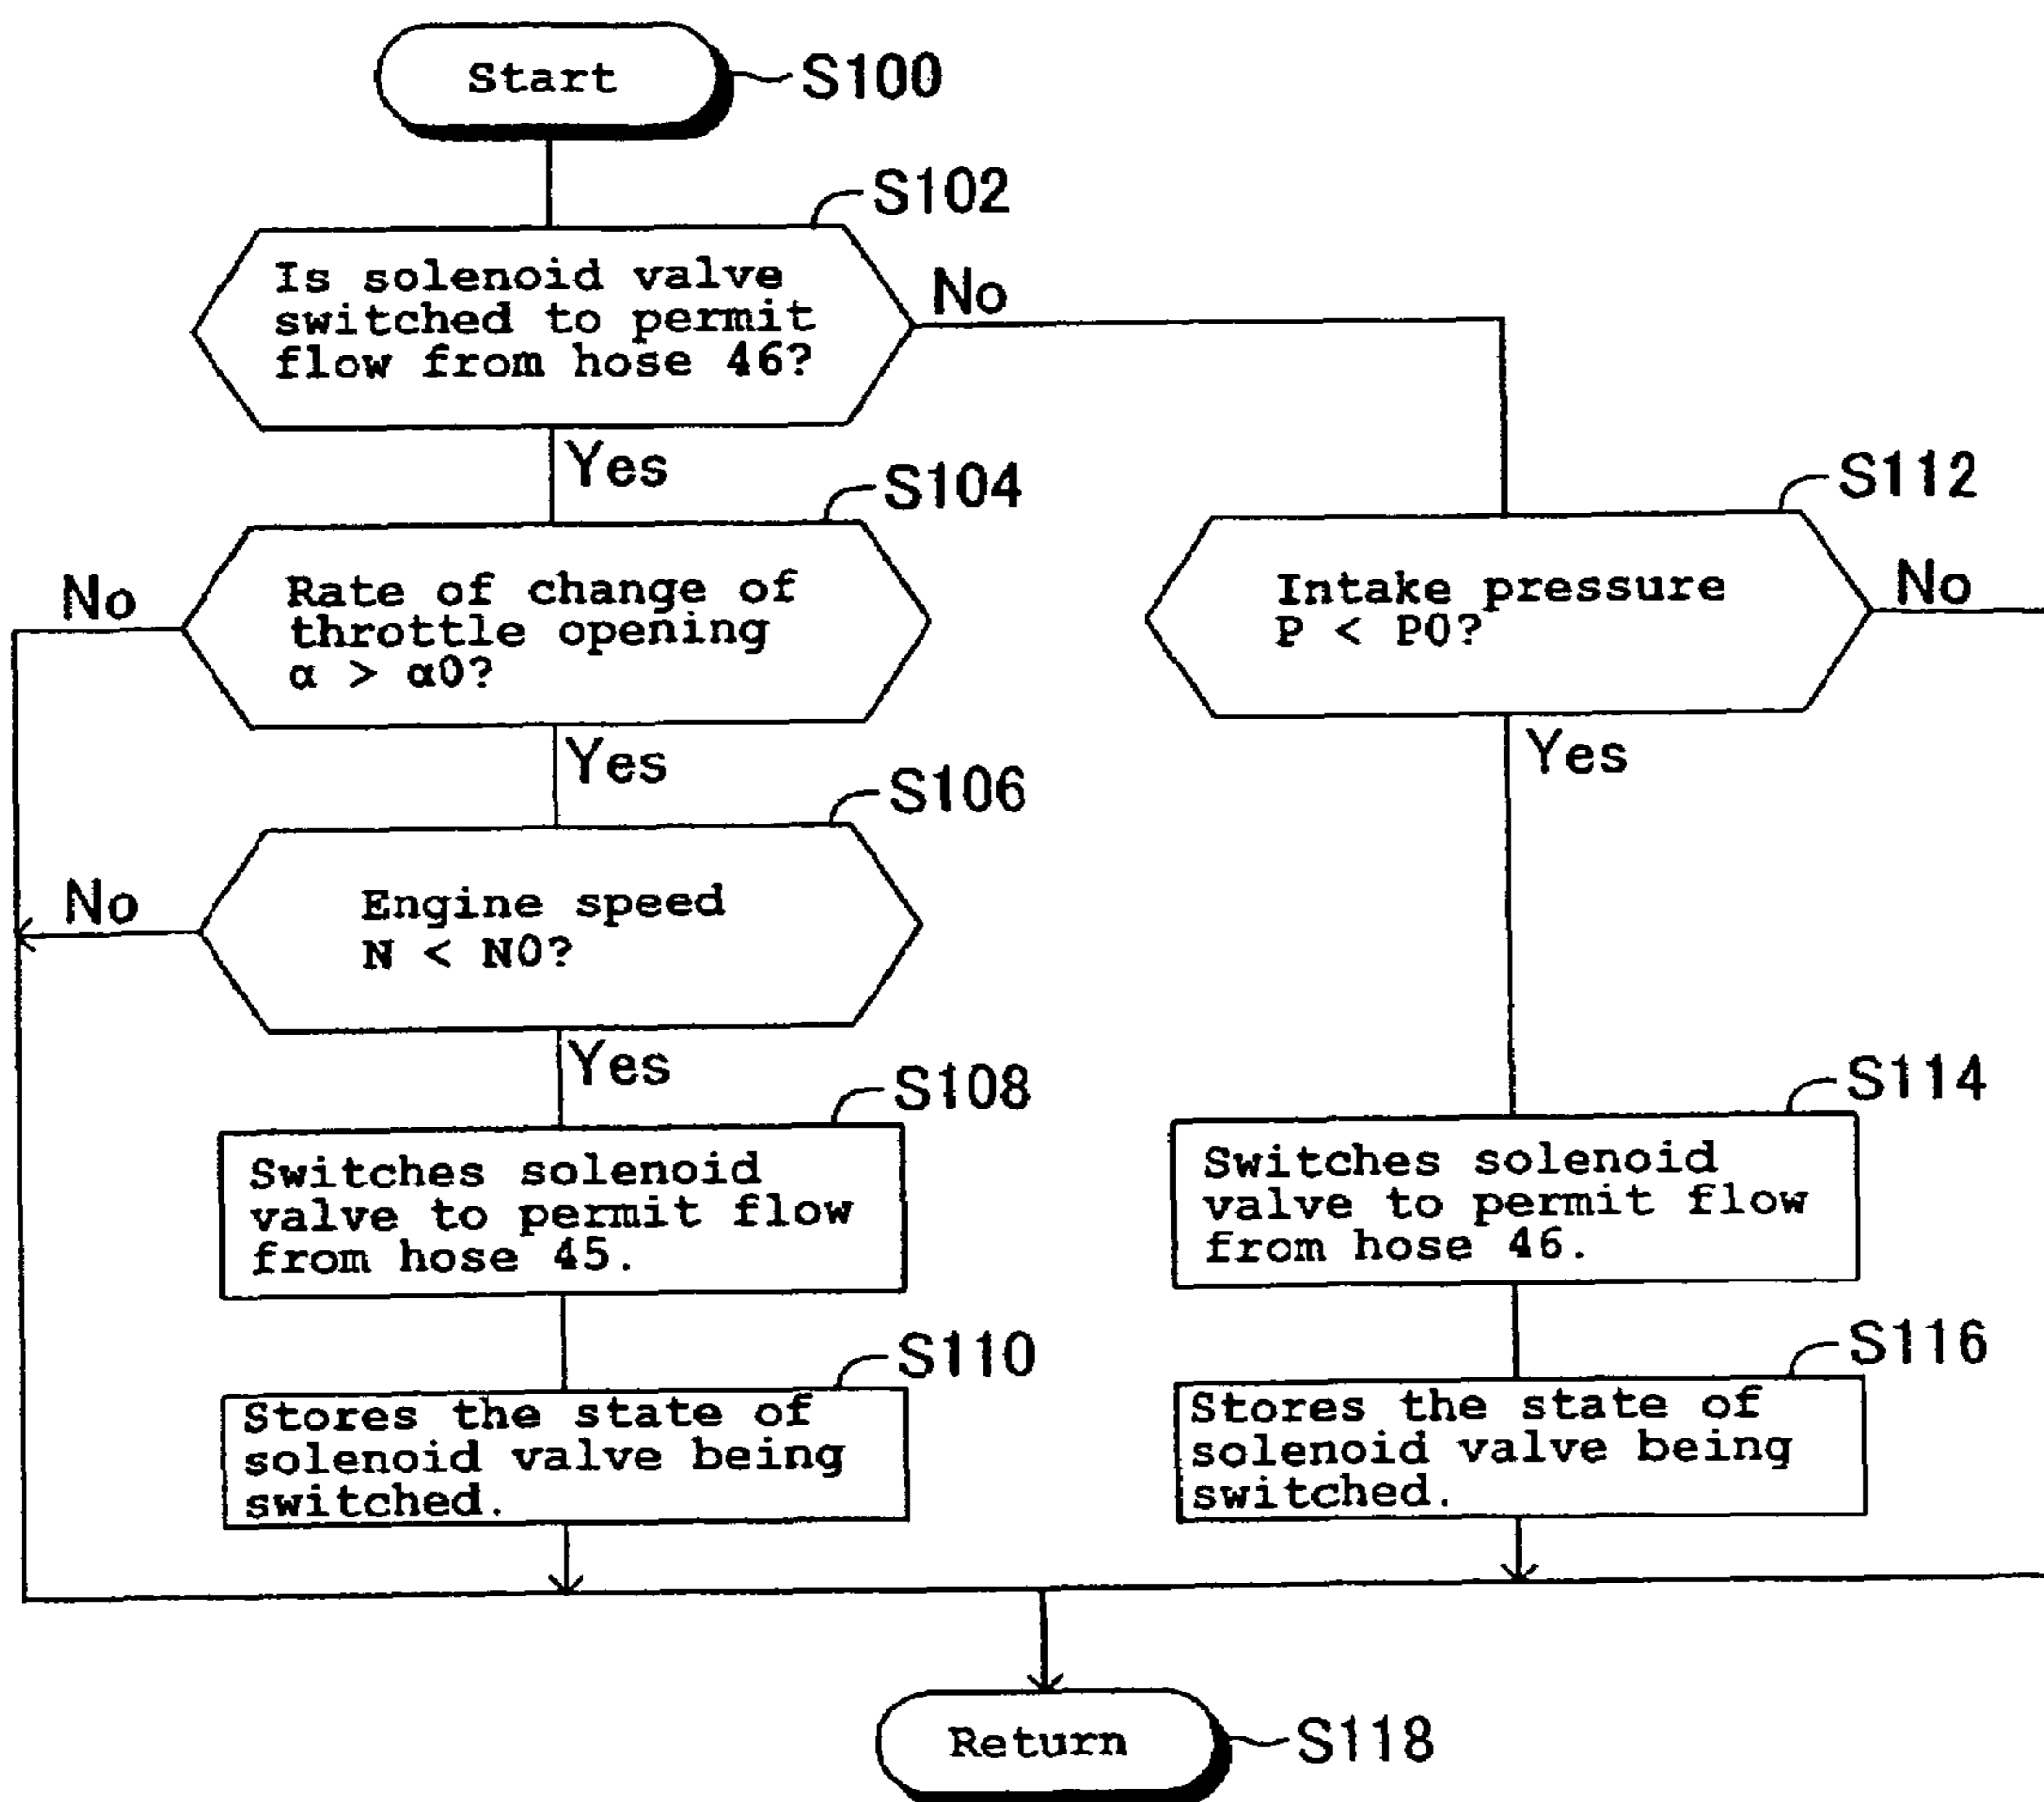 Start
S100
S102
Is solenoid valve
switched to permit
flow from hose 46?
No
Yes
S104
Rate of change of
throttle opening
α > α0?
No
Yes
S106
Engine speed
N < N0?
No
Yes
S108
Switches solenoid
valve to permit flow
from hose 45.
S110
Stores the state of
solenoid valve being
switched.
S112
Intake pressure
P < P0?
No
Yes
S114
Switches solenoid
valve to permit flow
from hose 46.
S116
Stores the state of
solenoid valve being
switched.
Return
S118